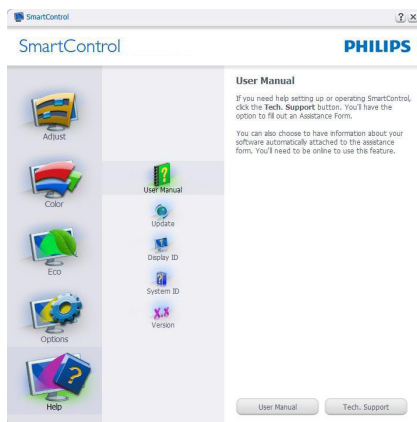 SmartControl
SmartControl
PHILIPS
Adjust
Color
Eco
Options
Help
User Manual
Update
Display ID
System ID
Version
User Manual
If you need help setting up or operating SmartControl,
click the Tech. Support button. You'll have the
option to fill out an Assistance Form.
You can also choose to have information about your
software automatically attached to the assistance
form. You'll need to be online to use this feature.
User Manual
Tech. Support